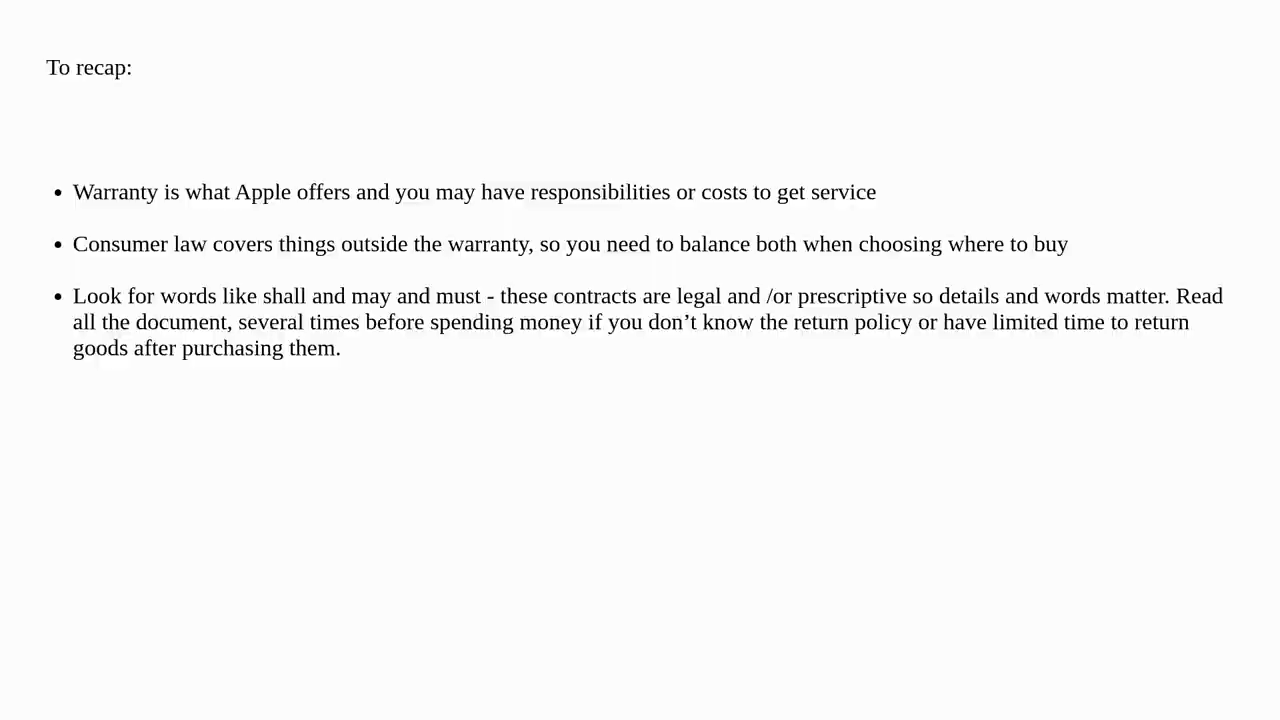 To recap:
• Warranty is what Apple offers and you may have responsibilities or costs to get service
• Consumer law covers things outside the warranty, so you need to balance both when choosing where to buy
• Look for words like shall and may and must - these contracts are legal and /or prescriptive so details and words matter. Read
all the document, several times before spending money if you don’t know the return policy or have limited time to return
goods after purchasing them.